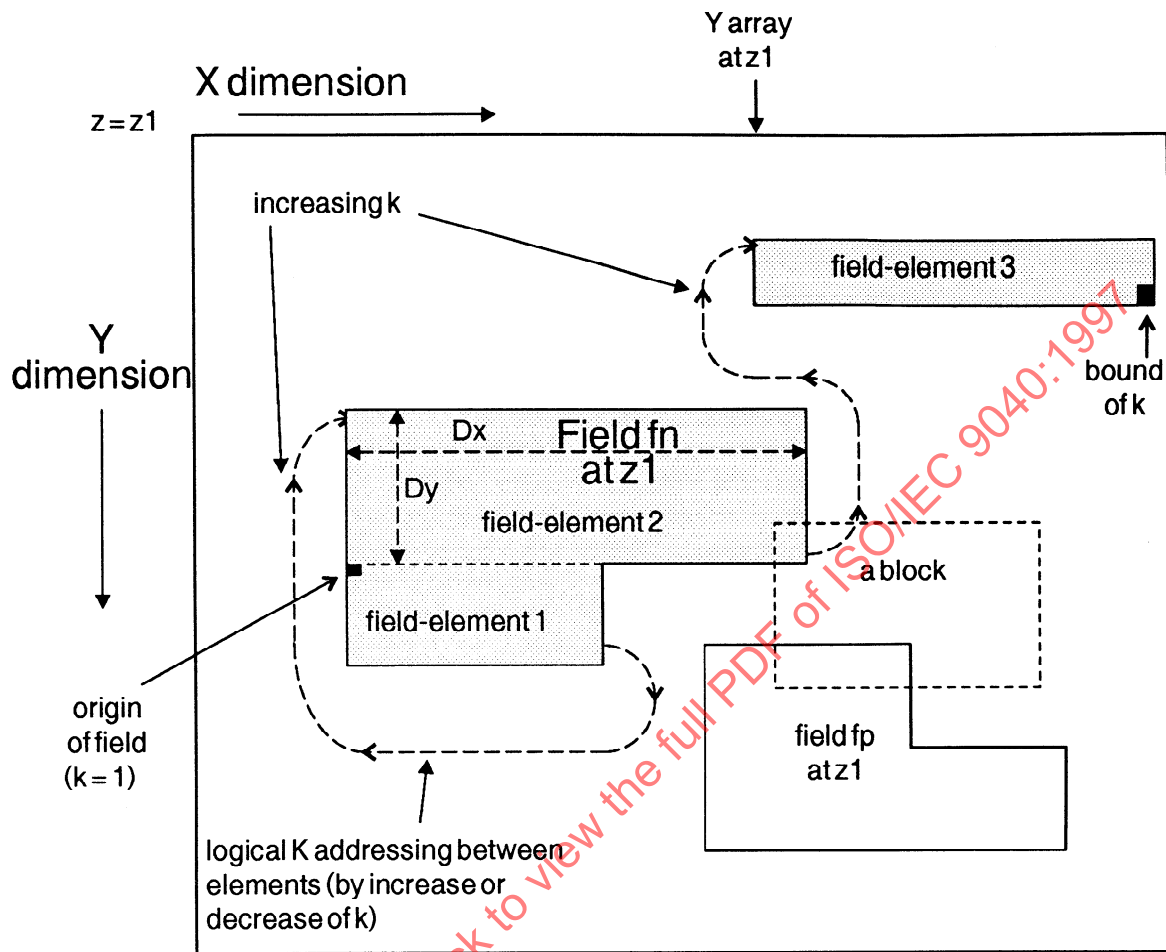 Y array
at z1
X dimension
z = z1
increasing k
field-element 3
Y
dimension
bound
of k
Dx
Field fn
at z1
Dy
field-element 2
a block
field-element 1
origin
of field
(k = 1)
field fp
at z1
logical K addressing between
elements (by increase or
decrease of k)
k to view the full PDF of ISO/IEC 9040:1997